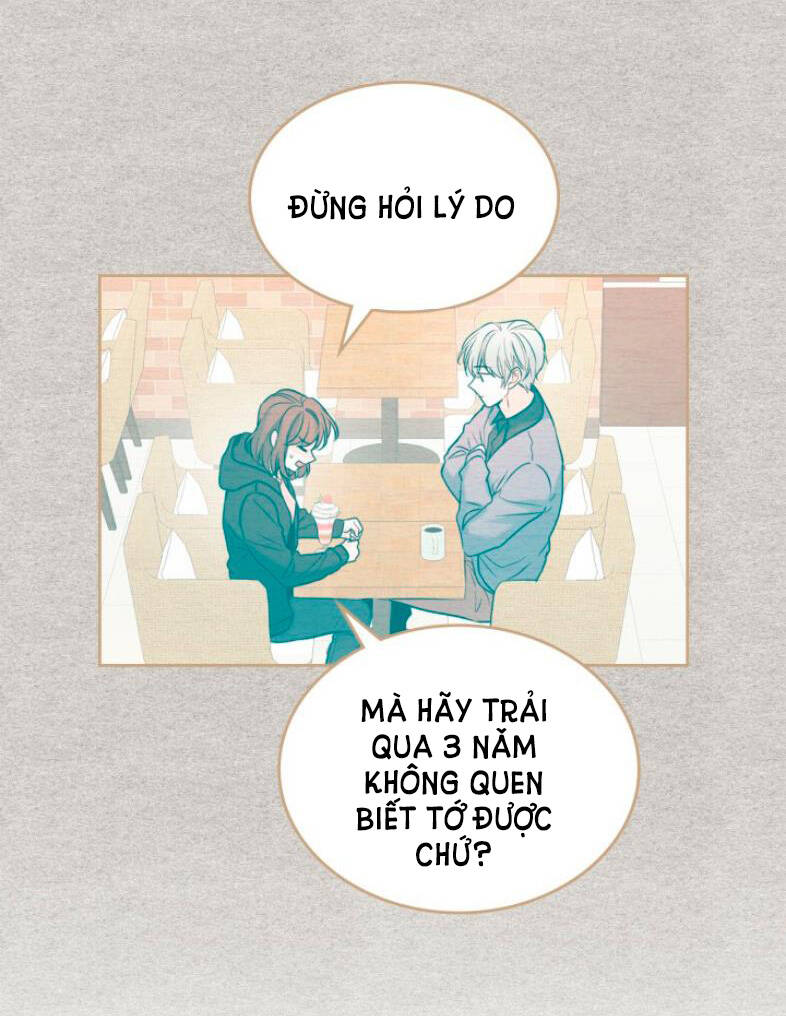 ĐỪNG HỎI LÝ DO
MÀ HÃY TRẢI
QUA 3 NĂM
KHÔNG QUEN
BIẾT TỚ ĐƯỢC
CHỨ?